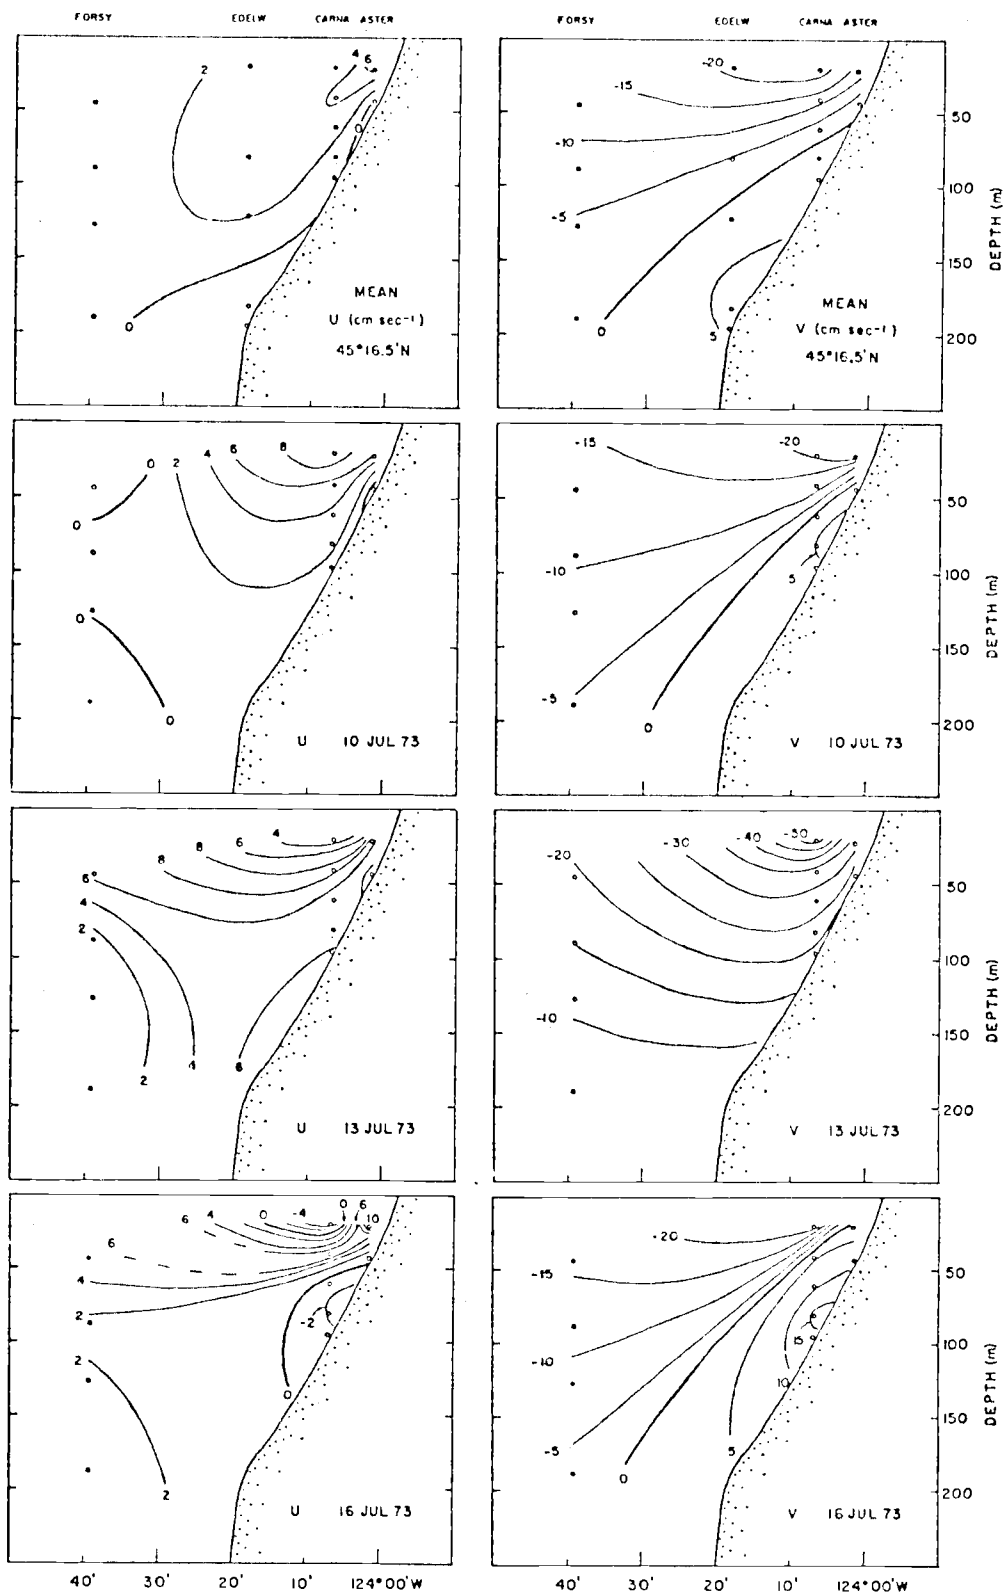 FORSY EDELW CARNA ASTER FORSY EDELW CARNA ASTER
2 4 6 0 0
MEAN
U (cm sec⁻¹)
45°16.5'N
-20 -15 -10 -5 0 5
MEAN
V (cm sec⁻¹)
45°16.5'N
50
100
150
200
DEPTH (m)
0 2 4 6 8
0 0 0
U 10 JUL 73
-15 -20 -10 5 -5 0
V 10 JUL 73
50
100
150
200
DEPTH (m)
4 6 8 8 6 4 2
2 4 6
U 13 JUL 73
-50 -40 -30 -20 -10
V 13 JUL 73
50
100
150
200
DEPTH (m)
6 6 4 0 -4 0 6 10
4 2 -2 2 0 2
U 16 JUL 73
-20 -15 -10 15 10 -5 0 5
V 16 JUL 73
50
100
150
200
DEPTH (m)
40' 30' 20' 10' 124°00'W 40' 30' 20' 10' 124°00'W